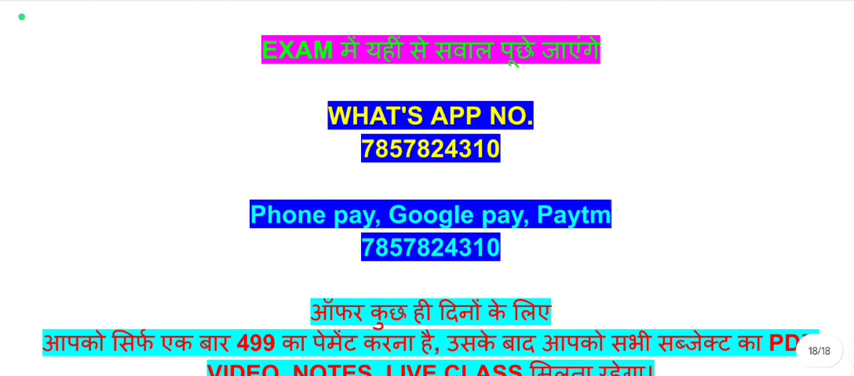 EXAM में यहीं से सवाल पूछे जाएंगे
WHAT'S APP NO.
7857824310
Phone pay, Google pay, Paytm
7857824310
ऑफर कुछ ही दिनों के लिए
आपको सिर्फ एक बार 499 का पेमेंट करना है, उसके बाद आपको सभी सब्जेक्ट का
18/18
VIDEO, NOTES, LIVE CLASS मिलता रहेगा।